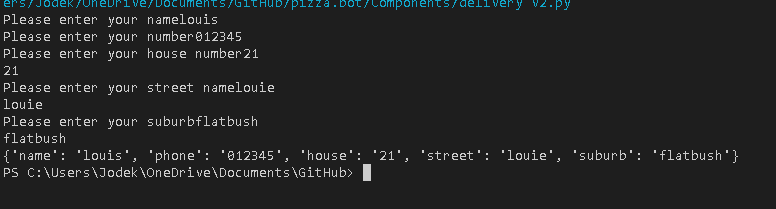 ers/Jodek/OneDrive/Documents/GitHub/pizza.bot/Components/delivery v2.py
Please enter your namelouis
Please enter your number012345
Please enter your house number21
21
Please enter your street namelouie
louie
Please enter your suburbflatbush
flatbush
{'name': 'louis', 'phone': '012345', 'house': '21', 'street': 'louie', 'suburb': 'flatbush'}
PS C:\Users\Jodek\OneDrive\Documents\GitHub>